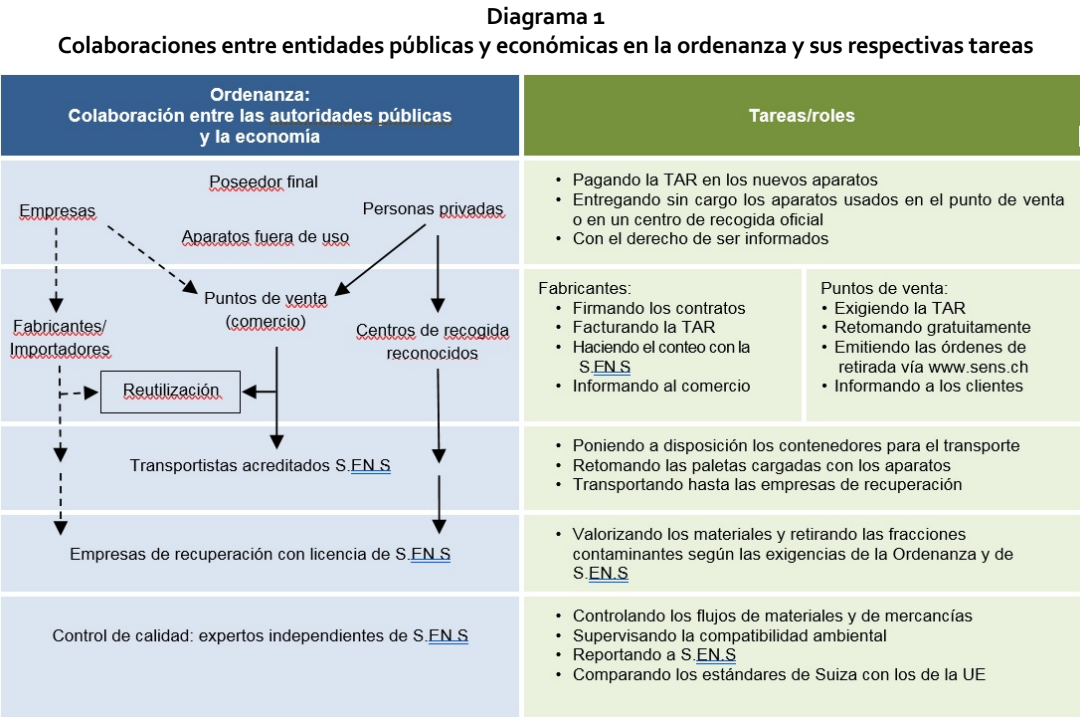 Diagrama 1
Colaboraciones entre entidades públicas y económicas en la ordenanza y sus respectivas tareas
Ordenanza:
Colaboración entre las autoridades públicas
y la economía
Tareas/roles
Poseedor final
Empresas
Personas privadas
Aparatos fuera de uso
• Pagando la TAR en los nuevos aparatos
• Entregando sin cargo los aparatos usados en el punto de venta
o en un centro de recogida oficial
• Con el derecho de ser informados
Puntos de venta
(comercio)
Fabricantes/
Importadores
Centros de recogida
reconocidos
Reutilización
Fabricantes:
• Firmando los contratos
• Facturando la TAR
• Haciendo el conteo con la
S.EN.S
• Informando al comercio
Puntos de venta:
• Exigiendo la TAR
• Retomando gratuitamente
• Emitiendo las órdenes de
retirada vía www.sens.ch
• Informando a los clientes
Transportistas acreditados S.EN.S
• Poniendo a disposición los contenedores para el transporte
• Retomando las paletas cargadas con los aparatos
• Transportando hasta las empresas de recuperación
Empresas de recuperación con licencia de S.EN.S
• Valorizando los materiales y retirando las fracciones
contaminantes según las exigencias de la Ordenanza y de
S.EN.S
Control de calidad: expertos independientes de S.EN.S
• Controlando los flujos de materiales y de mercancías
• Supervisando la compatibilidad ambiental
• Reportando a S.EN.S
• Comparando los estándares de Suiza con los de la UE